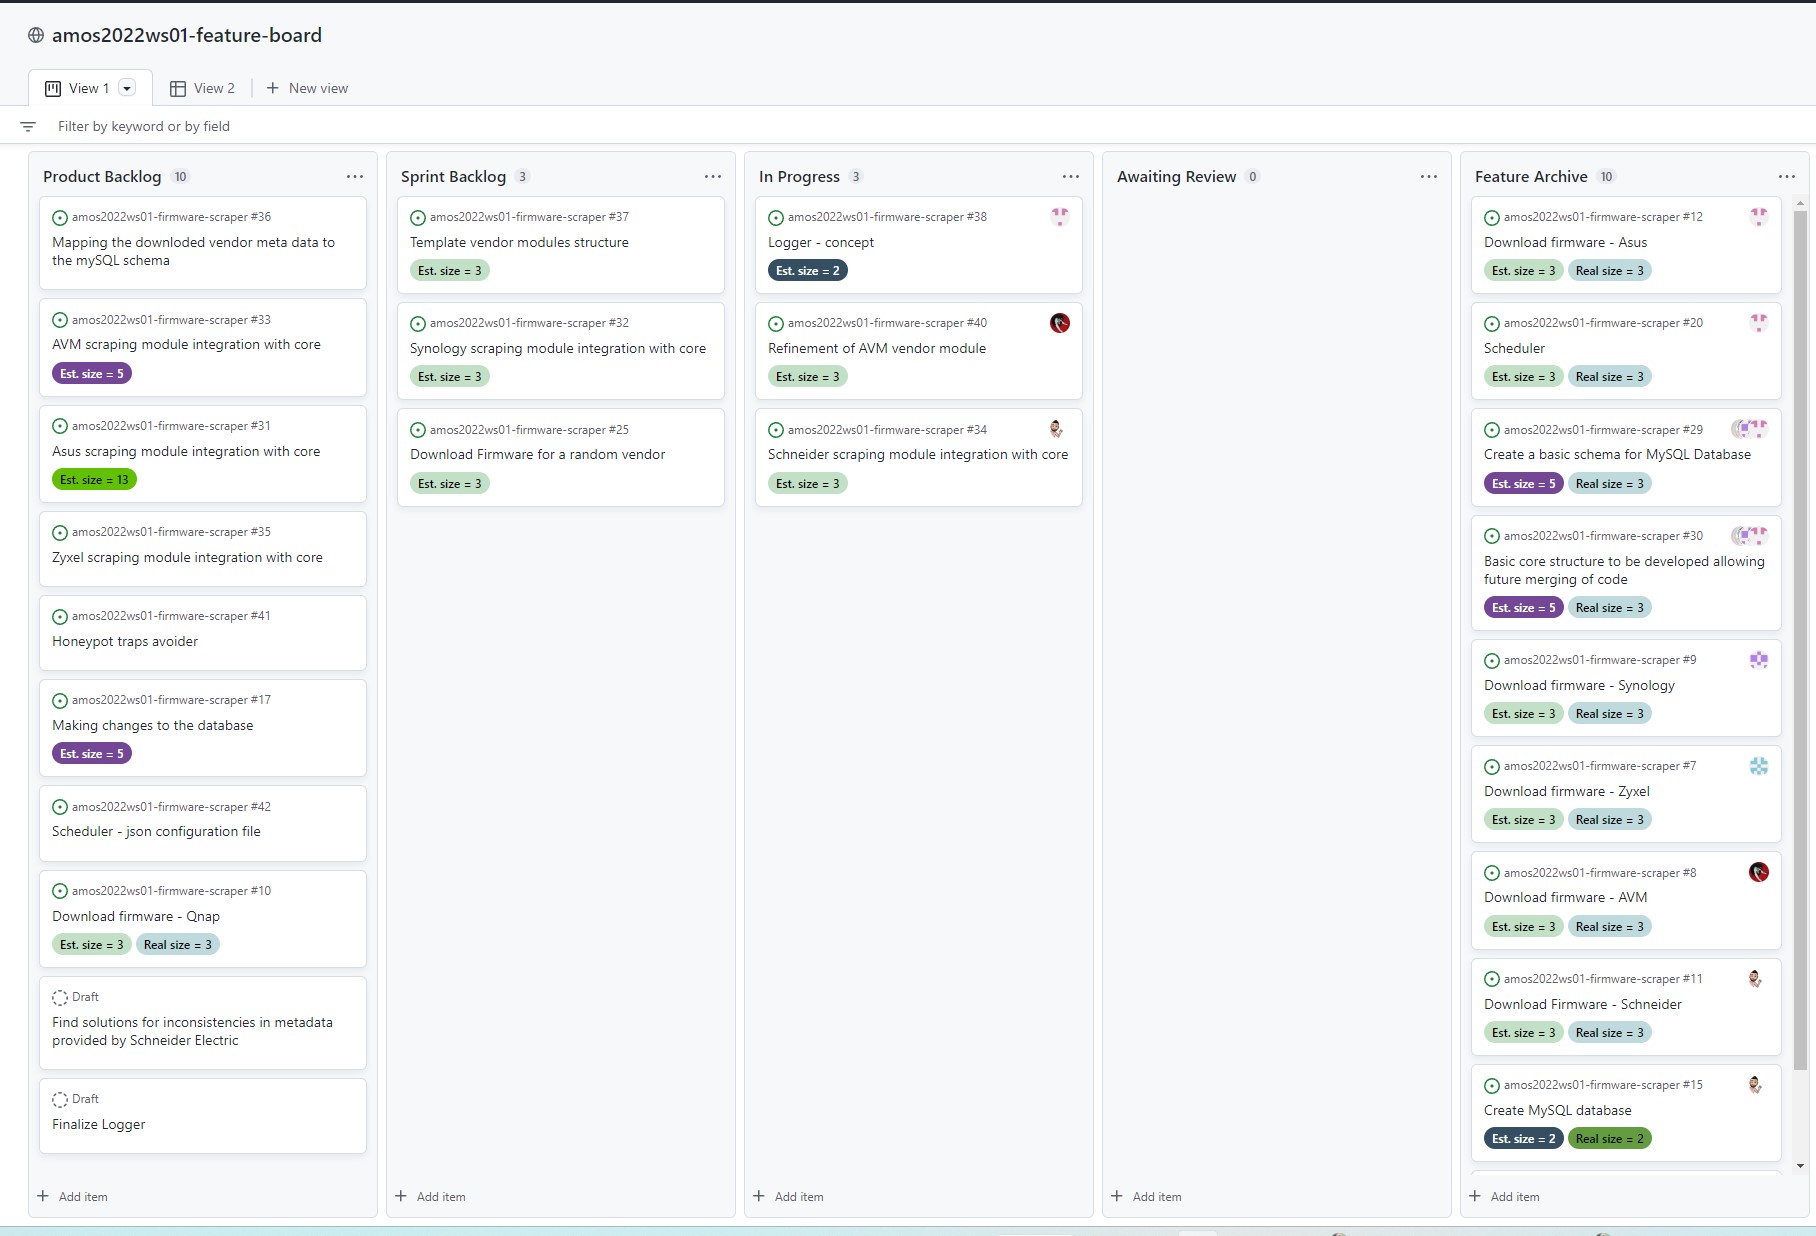 amos2022ws01-feature-board
View 1
View 2
New view
Filter by keyword or by field
Product Backlog 10
amos2022ws01-firmware-scraper #36
Mapping the downloded vendor meta data to
the mySQL schema
amos2022ws01-firmware-scraper #33
AVM scraping module integration with core
Est. size = 5
amos2022ws01-firmware-scraper #31
Asus scraping module integration with core
Est. size = 13
amos2022ws01-firmware-scraper #35
Zyxel scraping module integration with core
amos2022ws01-firmware-scraper #41
Honeypot traps avoider
amos2022ws01-firmware-scraper #17
Making changes to the database
Est. size = 5
amos2022ws01-firmware-scraper #42
Scheduler - json configuration file
amos2022ws01-firmware-scraper #10
Download firmware - Qnap
Est. size = 3 Real size = 3
Draft
Find solutions for inconsistencies in metadata
provided by Schneider Electric
Draft
Finalize Logger
Add item
Sprint Backlog 3
amos2022ws01-firmware-scraper #37
Template vendor modules structure
Est. size = 3
amos2022ws01-firmware-scraper #32
Synology scraping module integration with core
Est. size = 3
amos2022ws01-firmware-scraper #25
Download Firmware for a random vendor
Est. size = 3
Add item
In Progress 3
amos2022ws01-firmware-scraper #38
Logger - concept
Est. size = 2
amos2022ws01-firmware-scraper #40
Refinement of AVM vendor module
Est. size = 3
amos2022ws01-firmware-scraper #34
Schneider scraping module integration with core
Est. size = 3
Add item
Awaiting Review 0
Add item
Feature Archive 10
amos2022ws01-firmware-scraper #12
Download firmware - Asus
Est. size = 3 Real size = 3
amos2022ws01-firmware-scraper #20
Scheduler
Est. size = 3 Real size = 3
amos2022ws01-firmware-scraper #29
Create a basic schema for MySQL Database
Est. size = 5 Real size = 3
amos2022ws01-firmware-scraper #30
Basic core structure to be developed allowing
future merging of code
Est. size = 5 Real size = 3
amos2022ws01-firmware-scraper #9
Download firmware - Synology
Est. size = 3 Real size = 3
amos2022ws01-firmware-scraper #7
Download firmware - Zyxel
Est. size = 3 Real size = 3
amos2022ws01-firmware-scraper #8
Download firmware - AVM
Est. size = 3 Real size = 3
amos2022ws01-firmware-scraper #11
Download Firmware - Schneider
Est. size = 3 Real size = 3
amos2022ws01-firmware-scraper #15
Create MySQL database
Est. size = 2 Real size = 2
Add item